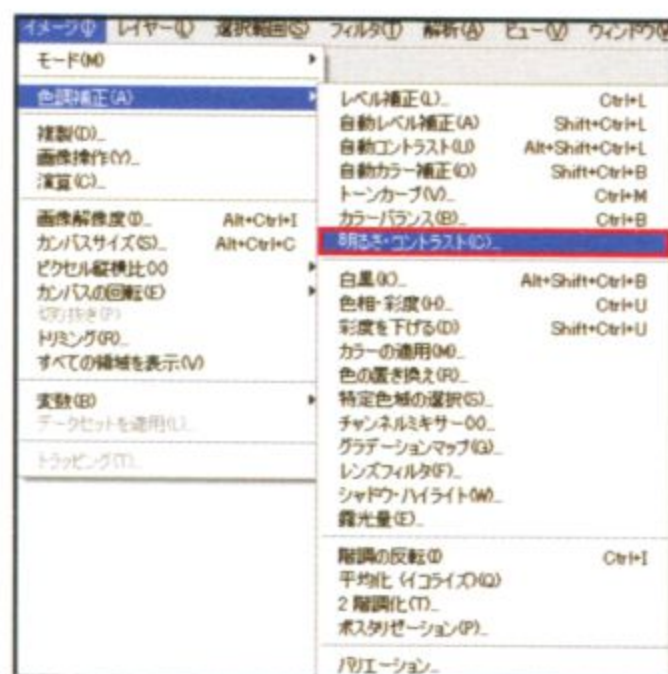 イメージ(I) レイヤー(L) 選択範囲(S) フィルタ(T) 解析(A) ビュー(V) ウィンドウ(W)
モード(M)
色調補正(A)
複製(D)...
画像操作(Y)...
演算(C)...
画像解像度(I)... Alt+Ctrl+I
カンバスサイズ(S)... Alt+Ctrl+C
ピクセル縦横比(X)
カンバスの回転(E)
切り抜き(P)
トリミング(R)...
すべての領域を表示(V)
変数(B)
データセットを適用(L)...
トラッピング(T)...
レベル補正(L)... Ctrl+L
自動レベル補正(A) Shift+Ctrl+L
自動コントラスト(U) Alt+Shift+Ctrl+L
自動カラー補正(O) Shift+Ctrl+B
トーンカーブ(V)... Ctrl+M
カラーバランス(B)... Ctrl+B
明るさ・コントラスト(C)...
白黒(K)... Alt+Shift+Ctrl+B
色相・彩度(H)... Ctrl+U
彩度を下げる(D) Shift+Ctrl+U
カラーの適用(M)...
色の置き換え(R)...
特定色域の選択(S)...
チャンネルミキサー(X)...
グラデーションマップ(G)...
レンズフィルタ(F)...
シャドウ・ハイライト(W)...
露光量(E)...
階調の反転(I) Ctrl+I
平均化 (イコライズ)(Q)
2 階調化(T)...
ポスタリゼーション(P)...
バリエーション...